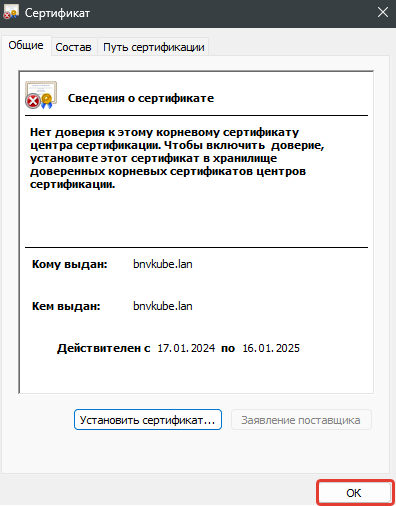 Сертификат
Общие Состав Путь сертификации
Сведения о сертификате
Нет доверия к этому корневому сертификату
центра сертификации. Чтобы включить доверие,
установите этот сертификат в хранилище
доверенных корневых сертификатов центров
сертификации.
Кому выдан: bnvkube.lan
Кем выдан: bnvkube.lan
Действителен с 17.01.2024 по 16.01.2025
Установить сертификат... Заявление поставщика
ОК